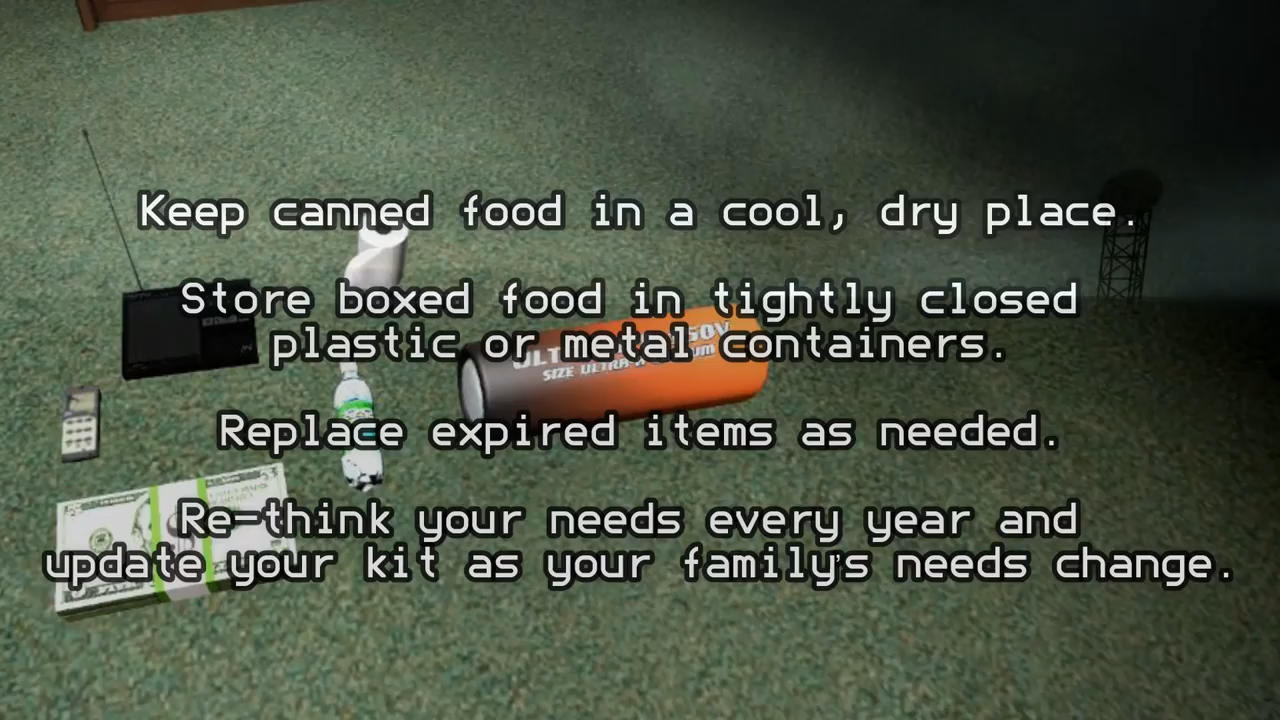 Keep canned food in a cool, dry place.
Store boxed food in tightly closed
plastic or metal containers.
Replace expired items as needed.
Re-think your needs every year and
update your kit as your family's needs change.